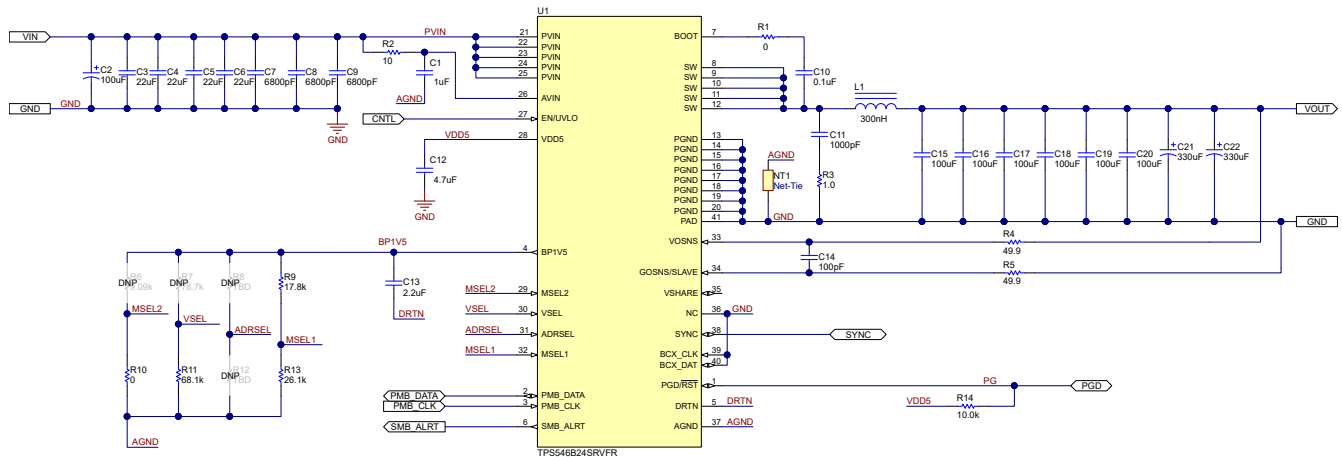 U1
VIN
PVIN
21 PVIN
22 PVIN
23 PVIN
24 PVIN
25 PVIN
R2
10
C1
1uF
AGND
C2
100uF
C3
22uF
C4
22uF
C5
22uF
C6
22uF
C7
6800pF
C8
6800pF
C9
6800pF
GND
GND
GND
26 AVIN
CNTL
27 EN/UVLO
VDD5
28 VDD5
C12
4.7uF
GND
BOOT 7
R1
0
C10
0.1uF
SW 8
SW 9
SW 10
SW 11
SW 12
L1
300nH
VOUT
C11
1000pF
R3
1.0
C15
100uF
C16
100uF
C17
100uF
C18
100uF
C19
100uF
C20
100uF
C21
330uF
C22
330uF
PGND 13
PGND 14
PGND 15
PGND 16
PGND 17
PGND 18
PGND 19
PGND 20
PAD 41
AGND
NT1
Net-Tie
GND
GND
BP1V5
4 BP1V5
VOSNS 33
R4
49.9
C14
100pF
GOSNS/SLAVE 34
R5
49.9
R6
9.09k
DNP
R7
78.7k
DNP
R8
TBD
DNP
R9
17.8k
C13
2.2uF
DRTN
MSEL2
VSEL
ADRSEL
MSEL1
R10
0
R11
68.1k
R12
TBD
DNP
R13
26.1k
AGND
MSEL2 29 MSEL2
VSEL 30 VSEL
ADRSEL 31 ADRSEL
MSEL1 32 MSEL1
VSHARE 35
NC 36 GND
SYNC 38 SYNC
BCX_CLK 39
BCX_DAT 40
PMB_DATA 2 PMB_DATA
PMB_CLK 3 PMB_CLK
SMB_ALRT 6 SMB_ALRT
PGD/RST 1 PG PGD
DRTN 5 DRTN
VDD5 R14
10.0k
AGND 37 AGND
TPS546B24SRVFR